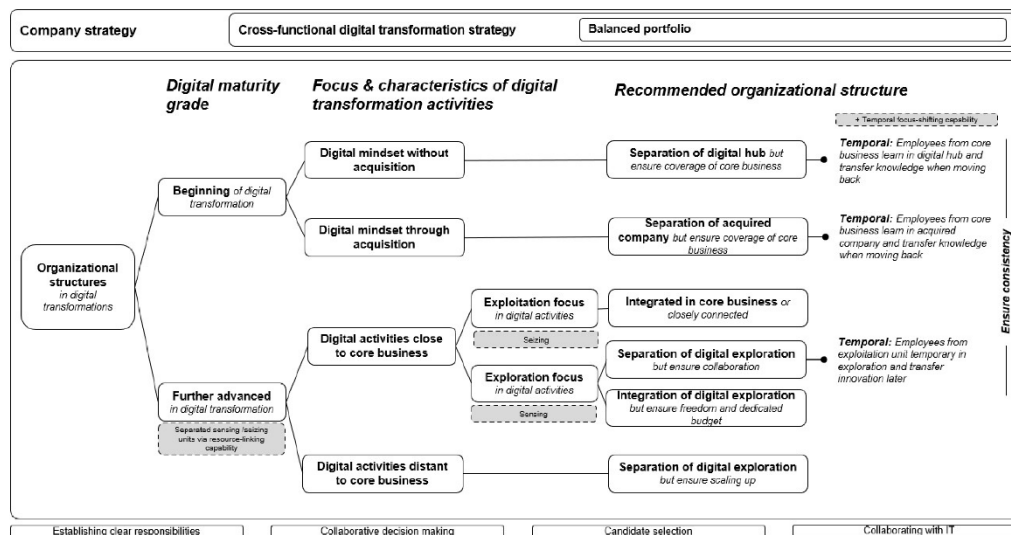 Company strategy
Cross-functional digital transformation strategy
Balanced portfolio
Digital maturity
grade
Focus & characteristics of digital
transformation activities
Recommended organizational structure
+ Temporal focus-shifting capability
Organizational
structures
in digital
transformations
Beginning of digital
transformation
Digital mindset without
acquisition
Separation of digital hub but
ensure coverage of core business
Temporal: Employees from core
business learn in digital hub and
transfer knowledge when moving
back
Digital mindset through
acquisition
Separation of acquired
company but ensure coverage of core
business
Temporal: Employees from core
business learn in acquired
company and transfer knowledge
when moving back
Further advanced
in digital transformation
Separated sensing /seizing
units via resource-linking
capability
Digital activities close
to core business
Exploitation focus
in digital activities
Seizing
Integrated in core business or
closely connected
Exploration focus
in digital activities
Sensing
Separation of digital exploration
but ensure collaboration
Temporal: Employees from
exploitation unit temporary in
exploration and transfer
innovation later
Integration of digital exploration
but ensure freedom and dedicated
budget
Digital activities distant
to core business
Separation of digital exploration
but ensure scaling up
Ensure consistency
Establishing clear responsibilities
Collaborative decision making
Candidate selection
Collaborating with IT